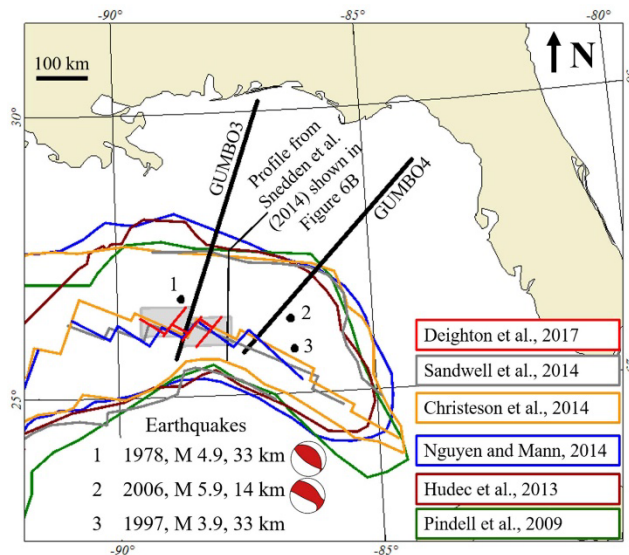 -90°
-85°
-80°
100 km
N
30°
30°
GUMBO3
Profile from
Snedden et al.
(2014) shown in
Figure 6B
GUMBO4
1
2
3
Deighton et al., 2017
Sandwell et al., 2014
Christeson et al., 2014
Nguyen and Mann, 2014
Hudec et al., 2013
Pindell et al., 2009
25°
25°
Earthquakes
1 1978, M 4.9, 33 km
2 2006, M 5.9, 14 km
3 1997, M 3.9, 33 km
-90°
-85°